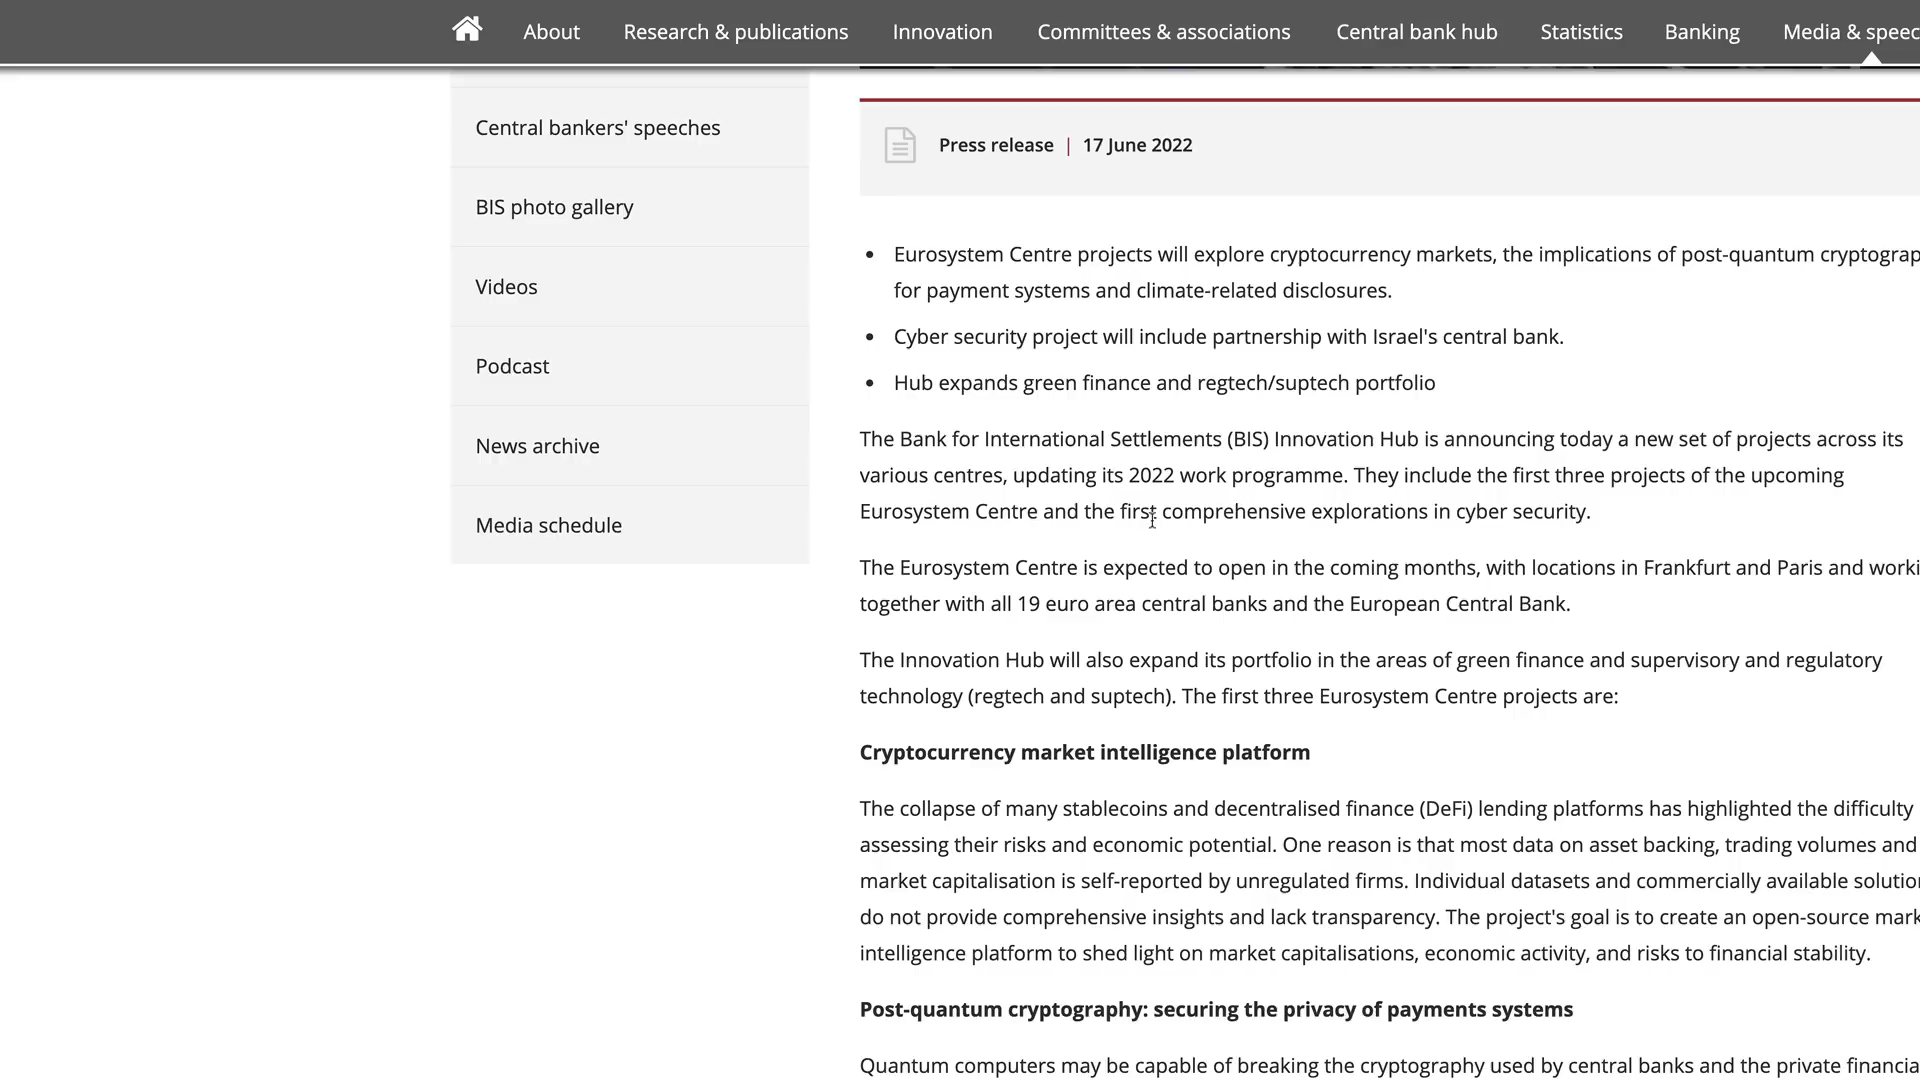 About Research & publications Innovation Committees & associations Central bank hub Statistics Banking Media &
Central bankers' speeches
BIS photo gallery
Videos
Podcast
News archive
Media schedule
Press release | 17 June 2022
• Eurosystem Centre projects will explore cryptocurrency markets, the implications of post-quantum
for payment systems and climate-related disclosures.
• Cyber security project will include partnership with Israel's central bank.
• Hub expands green finance and regtech/suptech portfolio
The Bank for International Settlements (BIS) Innovation Hub is announcing today a new set of projects across its
various centres, updating its 2022 work programme. They include the first three projects of the upcoming
Eurosystem Centre and the first comprehensive explorations in cyber security.
The Eurosystem Centre is expected to open in the coming months, with locations in Frankfurt and Paris and
together with all 19 euro area central banks and the European Central Bank.
The Innovation Hub will also expand its portfolio in the areas of green finance and supervisory and regulatory
technology (regtech and suptech). The first three Eurosystem Centre projects are:
Cryptocurrency market intelligence platform
The collapse of many stablecoins and decentralised finance (DeFi) lending platforms has highlighted the difficulty
assessing their risks and economic potential. One reason is that most data on asset backing, trading volumes and
market capitalisation is self-reported by unregulated firms. Individual datasets and commercially available
do not provide comprehensive insights and lack transparency. The project's goal is to create an open-source
intelligence platform to shed light on market capitalisations, economic activity, and risks to financial stability.
Post-quantum cryptography: securing the privacy of payments systems
Quantum computers may be capable of breaking the cryptography used by central banks and the private